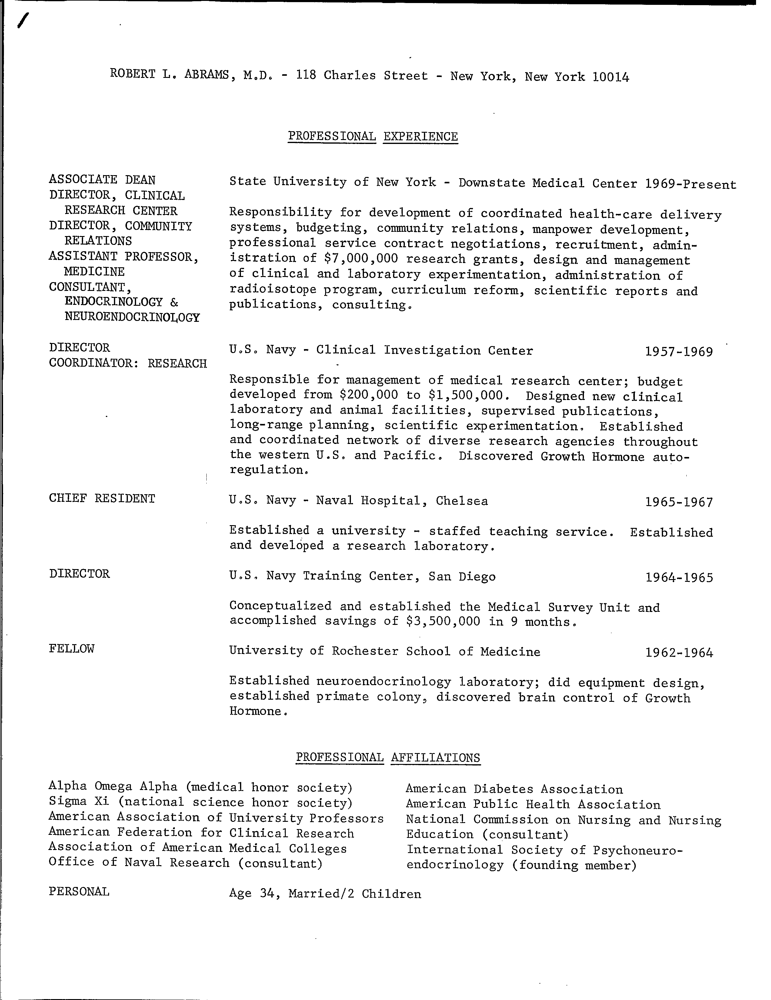 ROBERT L. ABRAMS, M.D. - 118 Charles Street - New York, New York 10014
PROFESSIONAL EXPERIENCE
ASSOCIATE DEAN
DIRECTOR, CLINICAL
RESEARCH CENTER
DIRECTOR, COMMUNITY
RELATIONS
ASSISTANT PROFESSOR,
MEDICINE
CONSULTANT,
ENDOCRINOLOGY &
NEUROENDOCRINOLOGY
State University of New York - Downstate Medical Center 1969-Present
Responsibility for development of coordinated health-care delivery
systems, budgeting, community relations, manpower development,
professional service contract negotiations, recruitment, admin-
istration of $7,000,000 research grants, design and management
of clinical and laboratory experimentation, administration of
radioisotope program, curriculum reform, scientific reports and
publications, consulting.
DIRECTOR
COORDINATOR: RESEARCH
U.S. Navy - Clinical Investigation Center 1957-1969
Responsible for management of medical research center; budget
developed from $200,000 to $1,500,000. Designed new clinical
laboratory and animal facilities, supervised publications,
long-range planning, scientific experimentation. Established
and coordinated network of diverse research agencies throughout
the western U.S. and Pacific. Discovered Growth Hormone auto-
regulation.
CHIEF RESIDENT U.S. Navy - Naval Hospital, Chelsea 1965-1967
Established a university - staffed teaching service. Established
and developed a research laboratory.
DIRECTOR U.S. Navy Training Center, San Diego 1964-1965
Conceptualized and established the Medical Survey Unit and
accomplished savings of $3,500,000 in 9 months.
FELLOW University of Rochester School of Medicine 1962-1964
Established neuroendocrinology laboratory; did equipment design,
established primate colony, discovered brain control of Growth
Hormone.
PROFESSIONAL AFFILIATIONS
Alpha Omega Alpha (medical honor society)
Sigma Xi (national science honor society)
American Association of University Professors
American Federation for Clinical Research
Association of American Medical Colleges
Office of Naval Research (consultant)
American Diabetes Association
American Public Health Association
National Commission on Nursing and Nursing
Education (consultant)
International Society of Psychoneuro-
endocrinology (founding member)
PERSONAL Age 34, Married/2 Children